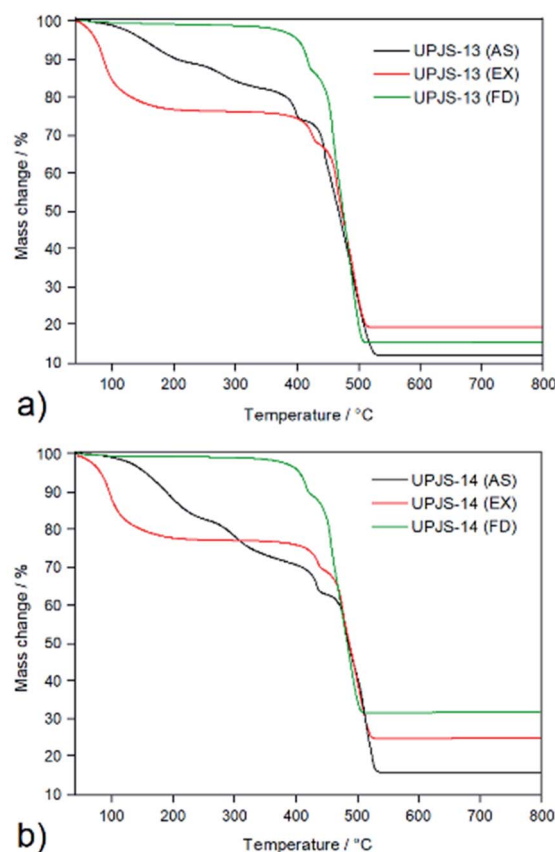 100
90
80
70
60
50
40
30
20
10
Mass change / %
UPJS-13 (AS)
UPJS-13 (EX)
UPJS-13 (FD)
100 200 300 400 500 600 700 800
Temperature / °C
a)
100
90
80
70
60
50
40
30
20
10
Mass change / %
UPJS-14 (AS)
UPJS-14 (EX)
UPJS-14 (FD)
100 200 300 400 500 600 700 800
Temperature / °C
b)